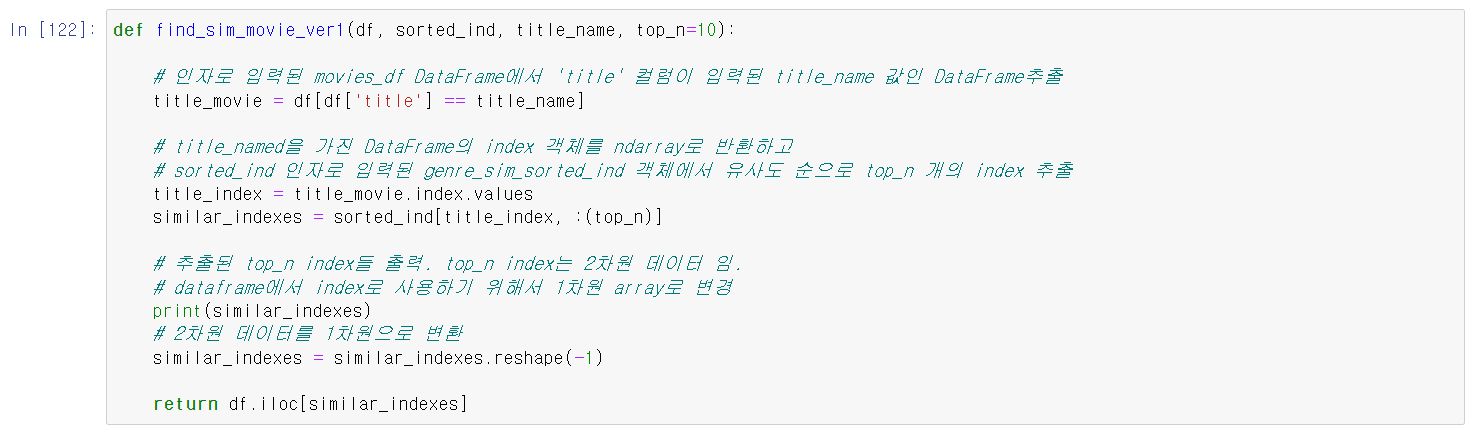 In [122]: def find_sim_movie_ver1(df, sorted_ind, title_name, top_n=10):
# 인자로 입력된 movies_df DataFrame에서 'title' 컬럼이 입력된 title_name 값인 DataFrame추출
title_movie = df[df['title'] == title_name]
# title_named을 가진 DataFrame의 index 객체를 ndarray로 반환하고
# sorted_ind 인자로 입력된 genre_sim_sorted_ind 객체에서 유사도 순으로 top_n 개의 index 추출
title_index = title_movie.index.values
similar_indexes = sorted_ind[title_index, :(top_n)]
# 추출된 top_n index들 출력. top_n index는 2차원 데이터 임.
# dataframe에서 index로 사용하기 위해서 1차원 array로 변경
print(similar_indexes)
# 2차원 데이터를 1차원으로 변환
similar_indexes = similar_indexes.reshape(-1)
return df.iloc[similar_indexes]